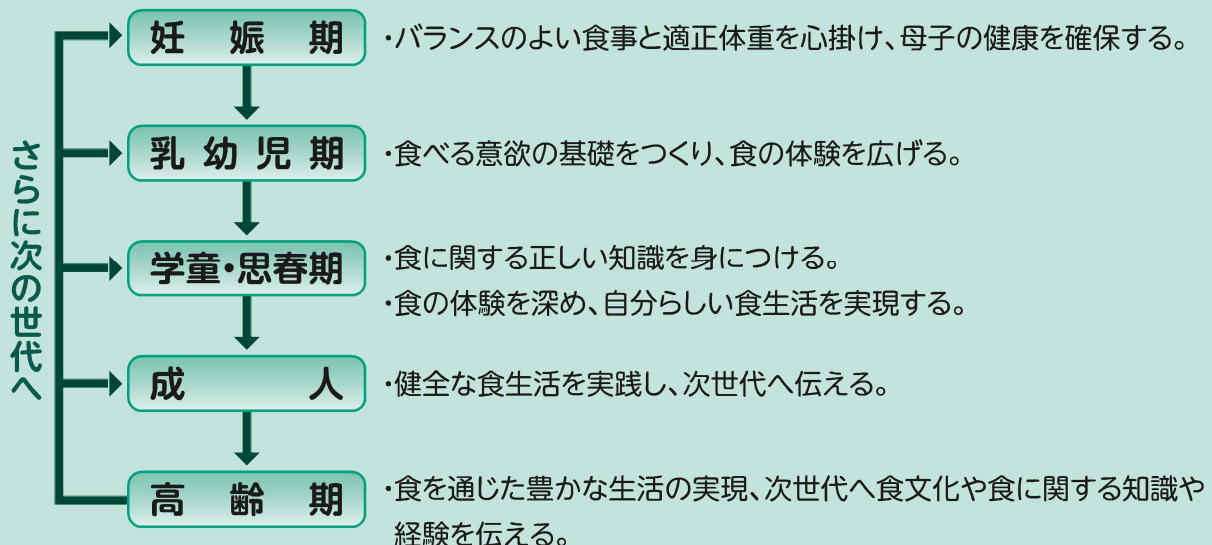 さらに次の世代へ
妊娠期
・バランスのよい食事と適正体重を心掛け、母子の健康を確保する。
乳幼児期
・食べる意欲の基礎をつくり、食の体験を広げる。
学童・思春期
・食に関する正しい知識を身につける。
・食の体験を深め、自分らしい食生活を実現する。
成人
・健全な食生活を実践し、次世代へ伝える。
高齢期
・食を通じた豊かな生活の実現、次世代へ食文化や食に関する知識や
経験を伝える。